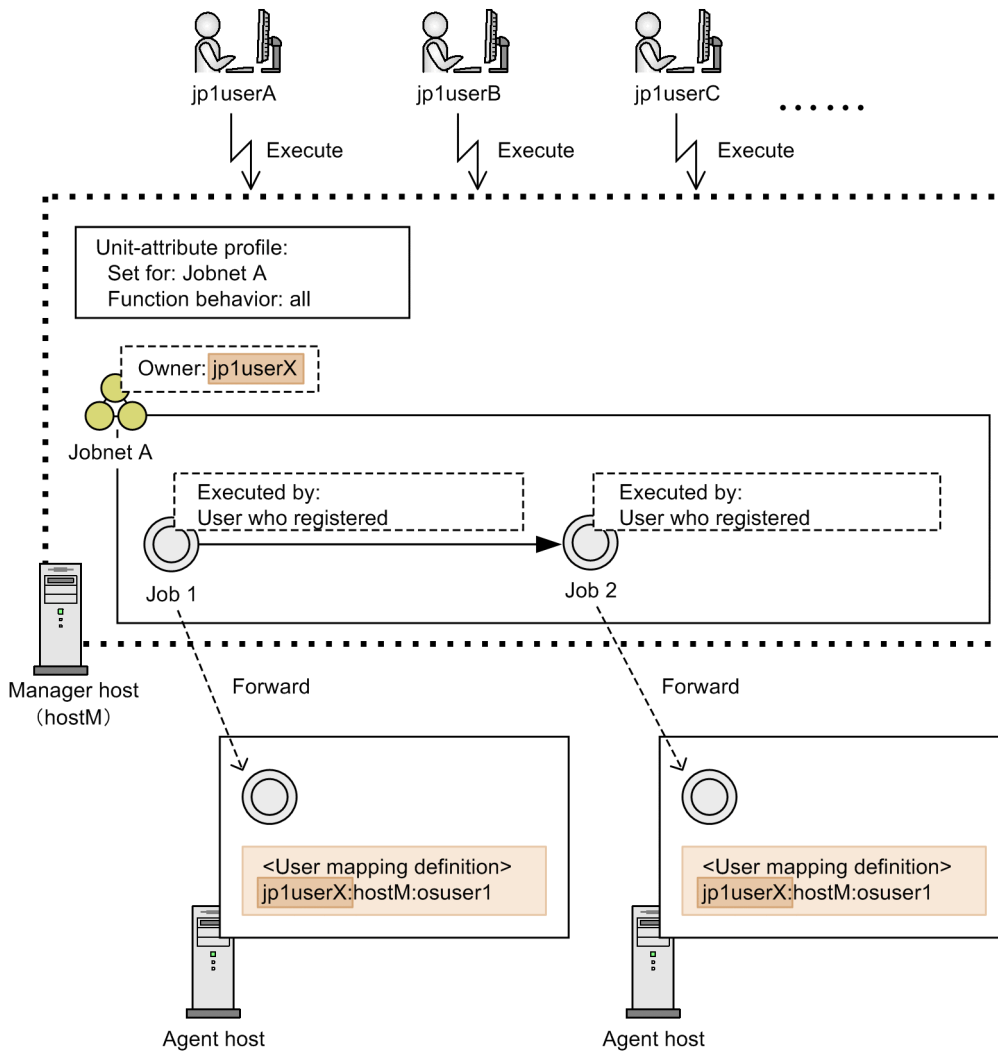 jp1userA
jp1userB
jp1userC
......
Execute
Execute
Execute
Unit-attribute profile:
Set for: Jobnet A
Function behavior: all
Owner: jp1userX
Jobnet A
Executed by:
User who registered
Executed by:
User who registered
Job 1
Job 2
Manager host
（hostM）
Forward
Forward
<User mapping definition>
jp1userX:hostM:osuser1
<User mapping definition>
jp1userX:hostM:osuser1
Agent host
Agent host